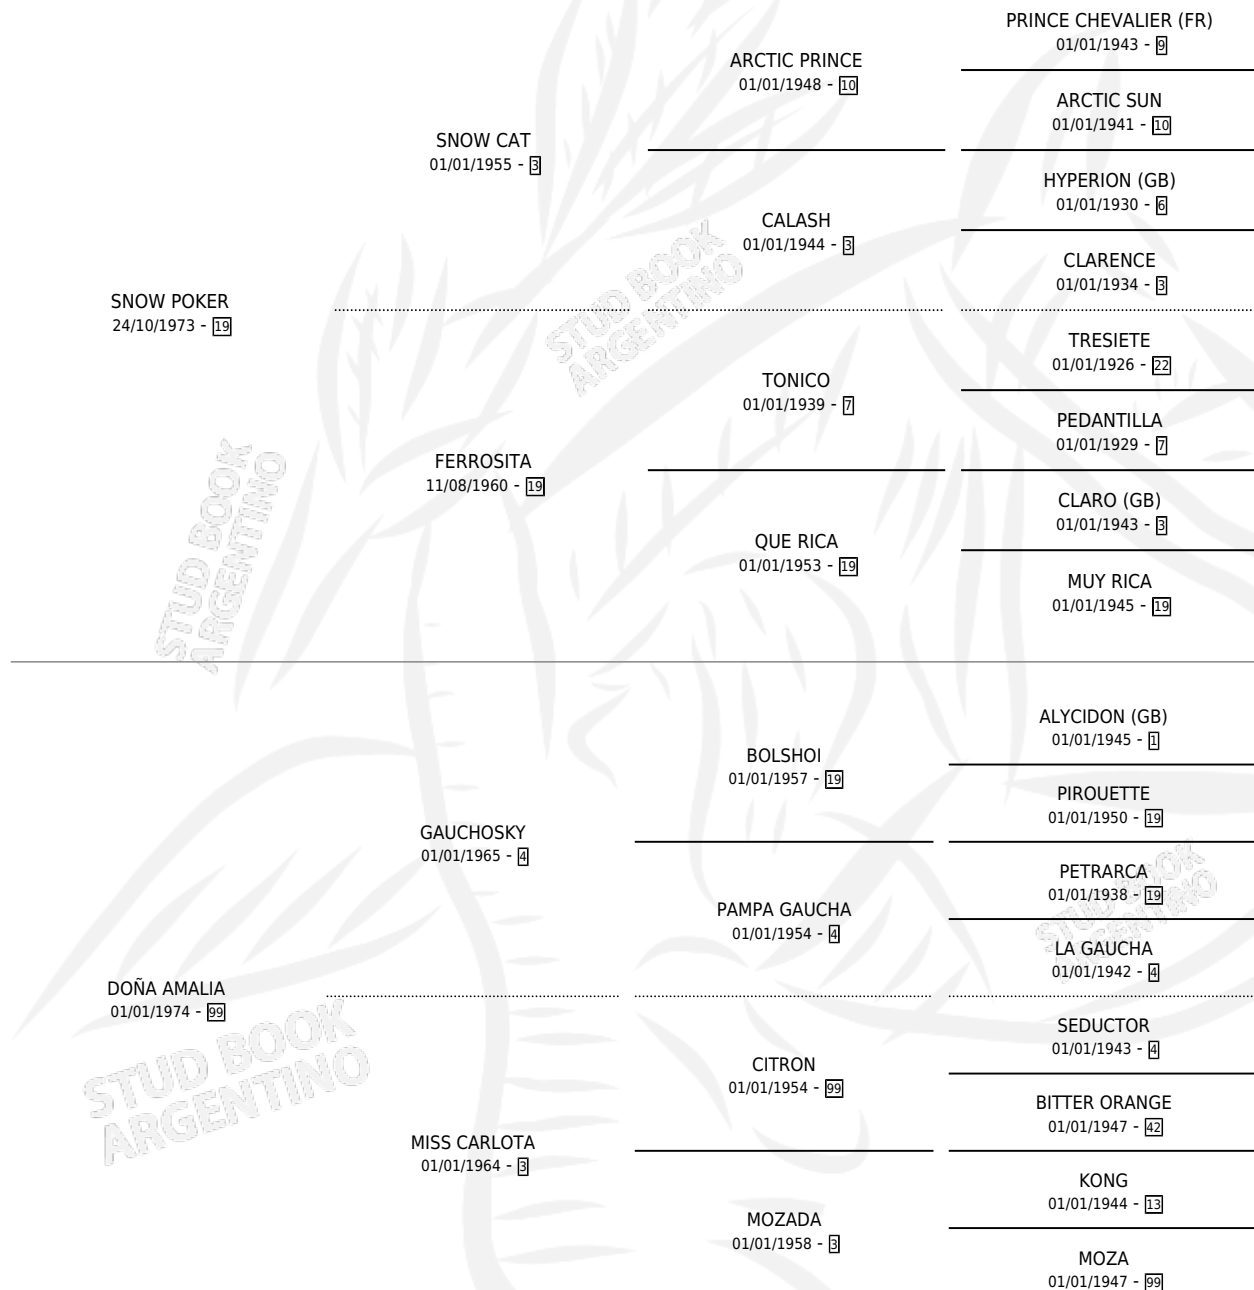 PRINCE CHEVALIER (FR)
01/01/1943 - 9
ARCTIC PRINCE
01/01/1948 - 10
ARCTIC SUN
01/01/1941 - 10
SNOW CAT
01/01/1955 - 3
HYPERION (GB)
01/01/1930 - 6
CALASH
01/01/1944 - 3
CLARENCE
01/01/1934 - 3
SNOW POKER
24/10/1973 - 19
TRESIETE
01/01/1926 - 22
TONICO
01/01/1939 - 7
PEDANTILLA
01/01/1929 - 7
FERROSITA
11/08/1960 - 19
CLARO (GB)
01/01/1943 - 3
QUE RICA
01/01/1953 - 19
MUY RICA
01/01/1945 - 19
ALYCIDON (GB)
01/01/1945 - 1
BOLSHOI
01/01/1957 - 19
PIROUETTE
01/01/1950 - 19
GAUCHOSKY
01/01/1965 - 4
PETRARCA
01/01/1938 - 19
PAMPA GAUCHA
01/01/1954 - 4
LA GAUCHA
01/01/1942 - 4
DOÑA AMALIA
01/01/1974 - 99
SEDUCTOR
01/01/1943 - 4
CITRON
01/01/1954 - 99
BITTER ORANGE
01/01/1947 - 42
MISS CARLOTA
01/01/1964 - 3
KONG
01/01/1944 - 13
MOZADA
01/01/1958 - 3
MOZA
01/01/1947 - 99
STUD BOOK
ARGENTINO
STUD BOOK
ARGENTINO
STUD BOOK
ARGENTINO
STUD BOOK
ARGENTINO